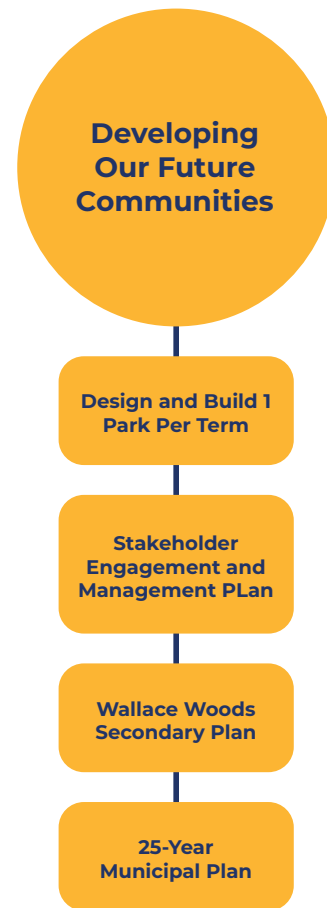 Developing
Our Future
Communities
Design and Build 1
Park Per Term
Stakeholder
Engagement and
Management PLan
Wallace Woods
Secondary Plan
25-Year
Municipal Plan